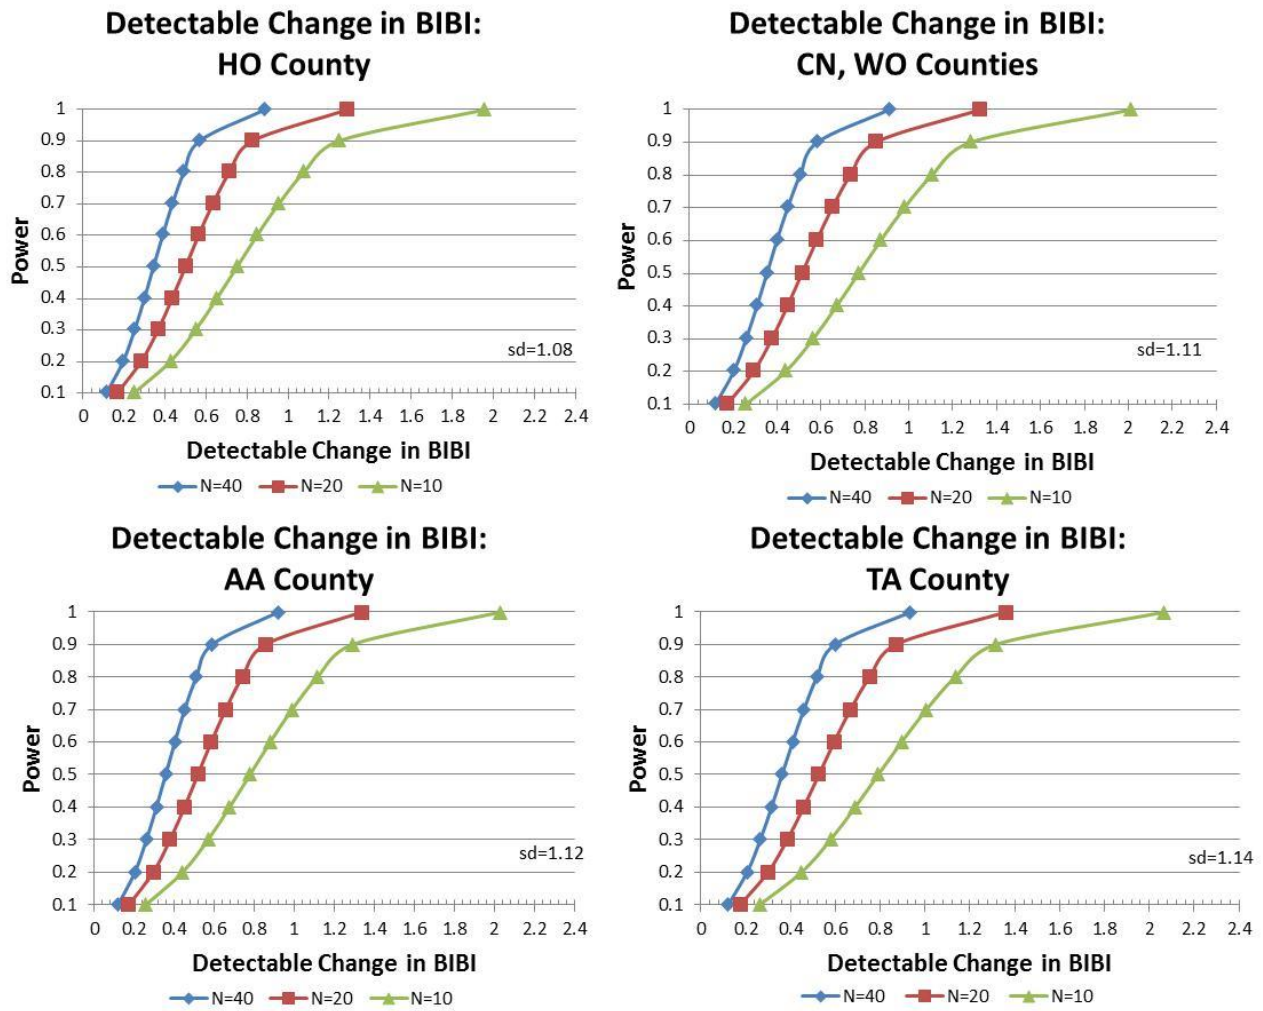 Detectable Change in BIBI:
HO County
1
0.9
0.8
0.7
0.6
0.5
0.4
0.3
0.2
0.1
Power
sd=1.08
0 0.2 0.4 0.6 0.8 1 1.2 1.4 1.6 1.8 2 2.2 2.4
Detectable Change in BIBI
N=40 N=20 N=10
Detectable Change in BIBI:
CN, WO Counties
1
0.9
0.8
0.7
0.6
0.5
0.4
0.3
0.2
0.1
Power
sd=1.11
0 0.2 0.4 0.6 0.8 1 1.2 1.4 1.6 1.8 2 2.2 2.4
Detectable Change in BIBI
N=40 N=20 N=10
Detectable Change in BIBI:
AA County
1
0.9
0.8
0.7
0.6
0.5
0.4
0.3
0.2
0.1
Power
sd=1.12
0 0.2 0.4 0.6 0.8 1 1.2 1.4 1.6 1.8 2 2.2 2.4
Detectable Change in BIBI
N=40 N=20 N=10
Detectable Change in BIBI:
TA County
1
0.9
0.8
0.7
0.6
0.5
0.4
0.3
0.2
0.1
Power
sd=1.14
0 0.2 0.4 0.6 0.8 1 1.2 1.4 1.6 1.8 2 2.2 2.4
Detectable Change in BIBI
N=40 N=20 N=10